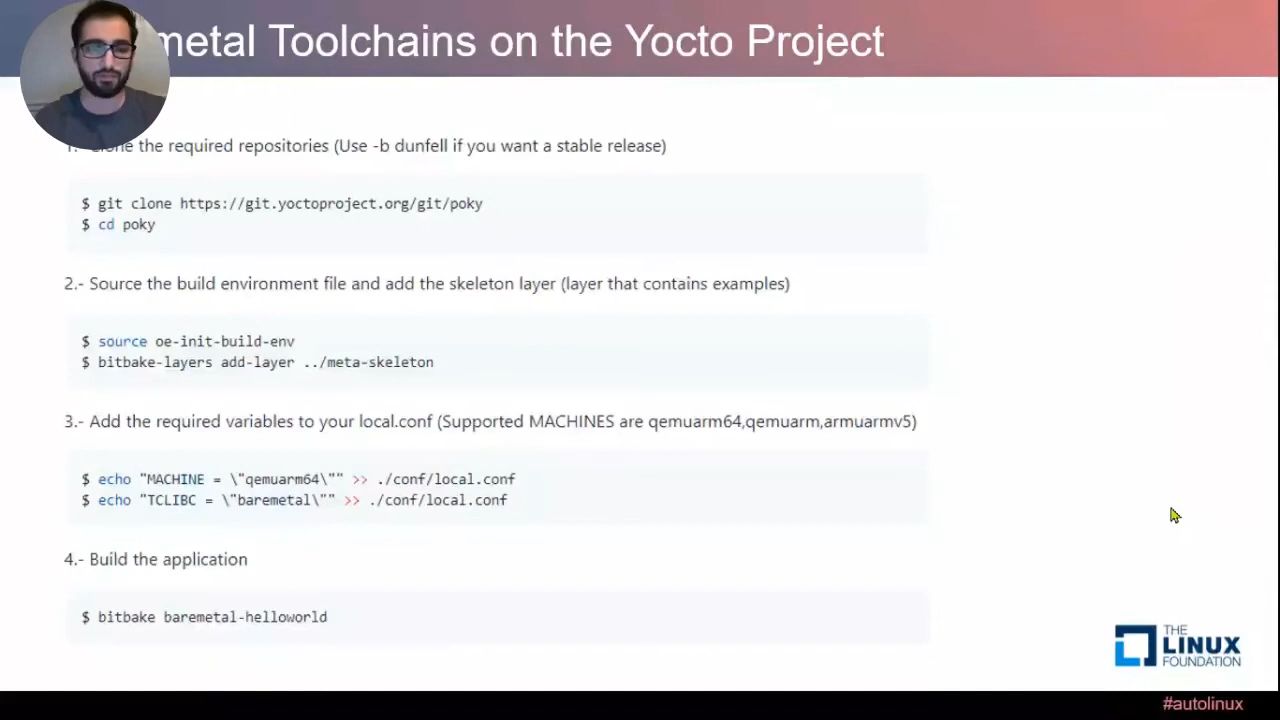 metal Toolchains on the Yocto Project
1.- Clone the required repositories (Use -b dunfell if you want a stable release)
$ git clone https://git.yoctoproject.org/git/poky
$ cd poky
2.- Source the build environment file and add the skeleton layer (layer that contains examples)
$ source oe-init-build-env
$ bitbake-layers add-layer ../meta-skeleton
3.- Add the required variables to your local.conf (Supported MACHINES are qemuarm64,qemuarm,armuarmv5)
$ echo "MACHINE = \"qemuarm64\"" >> ./conf/local.conf
$ echo "TCLIBC = \"baremetal\"" >> ./conf/local.conf
4.- Build the application
$ bitbake baremetal-helloworld
THE
LINUX
FOUNDATION
#autolinux